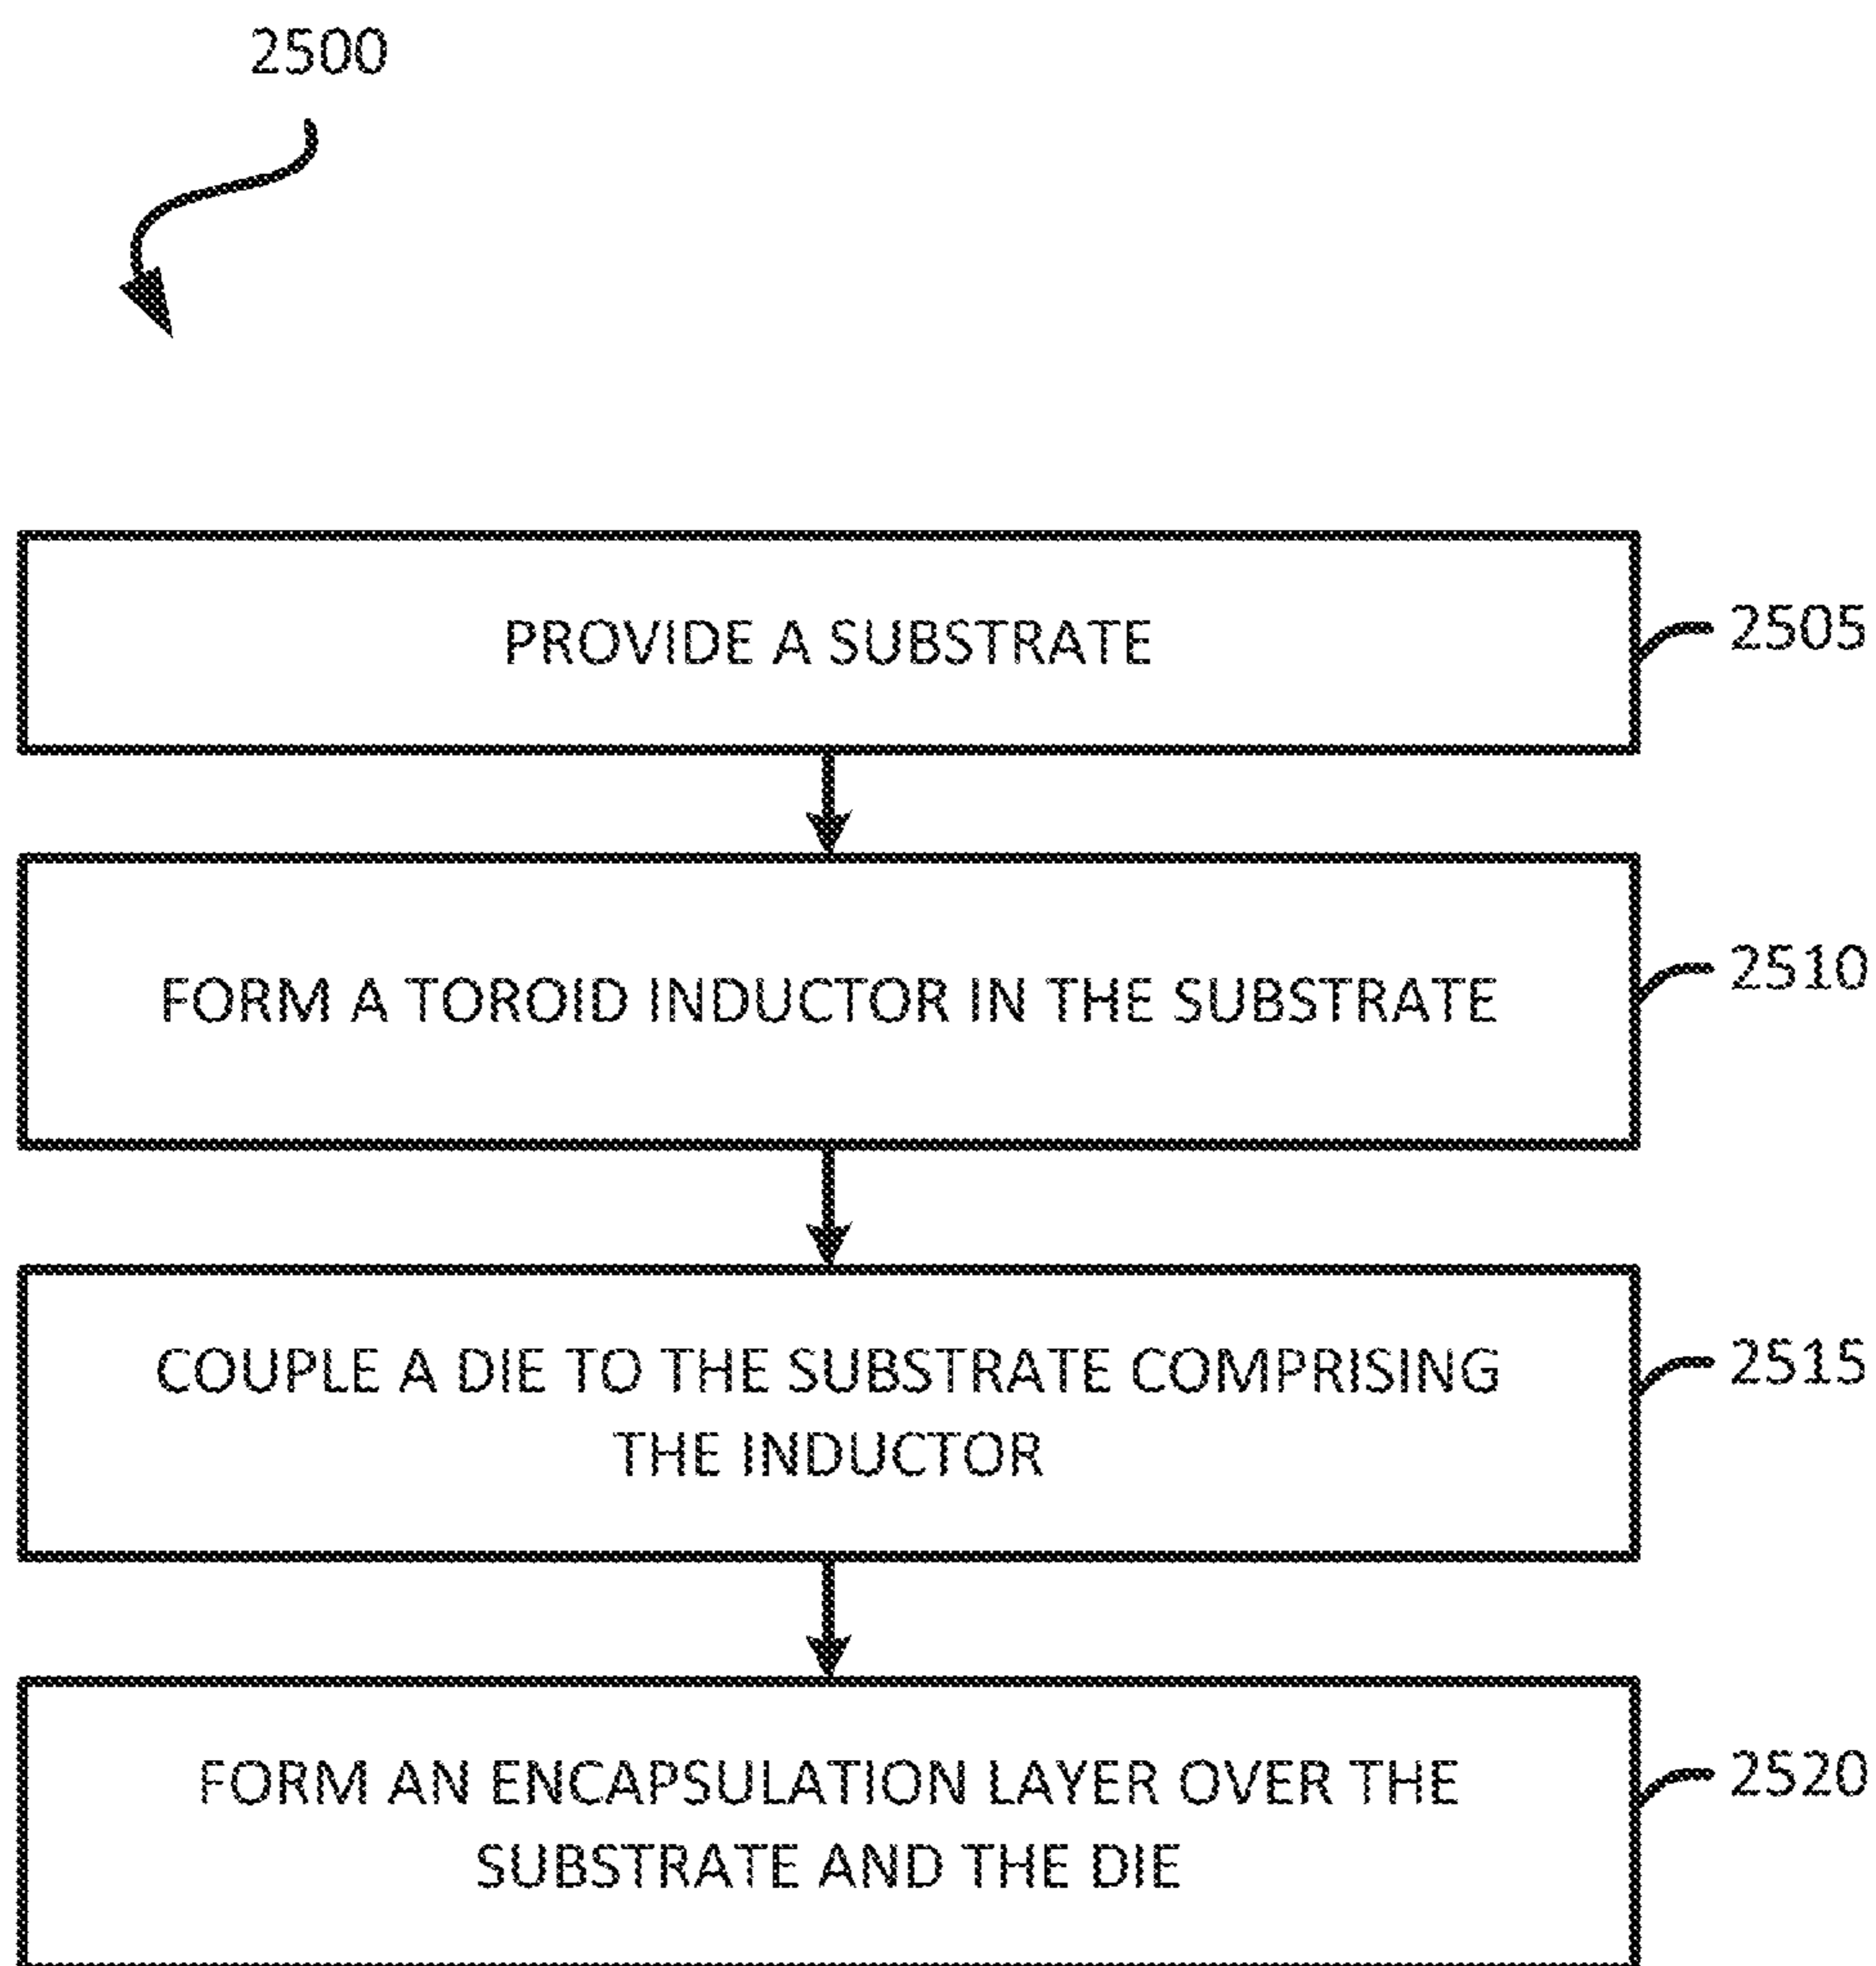 2500
PROVIDE A SUBSTRATE
2505
FORM A TOROID INDUCTOR IN THE SUBSTRATE
2510
COUPLE A DIE TO THE SUBSTRATE COMPRISING
THE INDUCTOR
2515
FORM AN ENCAPSULATION LAYER OVER THE
SUBSTRATE AND THE DIE
2520